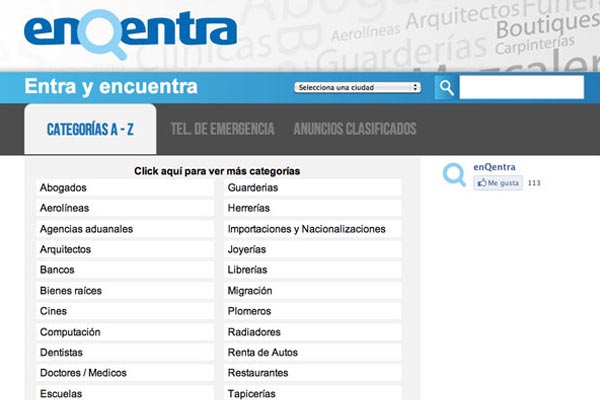 enQentra
Abogados
Arquitectos
Aerolíneas
Boutiques
Clínicas
Guarderías
Carpinterías
Entra y encuentra
Selecciona una ciudad
CATEGORÍAS A - Z
TEL. DE EMERGENCIA
ANUNCIOS CLASIFICADOS
Click aquí para ver más categorías
Abogados
Guarderías
Aerolíneas
Herrerías
Agencias aduanales
Importaciones y Nacionalizaciones
Arquitectos
Joyerías
Bancos
Librerías
Bienes raíces
Migración
Cines
Plomeros
Computación
Radiadores
Dentistas
Renta de Autos
Doctores / Medicos
Restaurantes
Escuelas
Tapicerías
enQentra
Me gusta 113